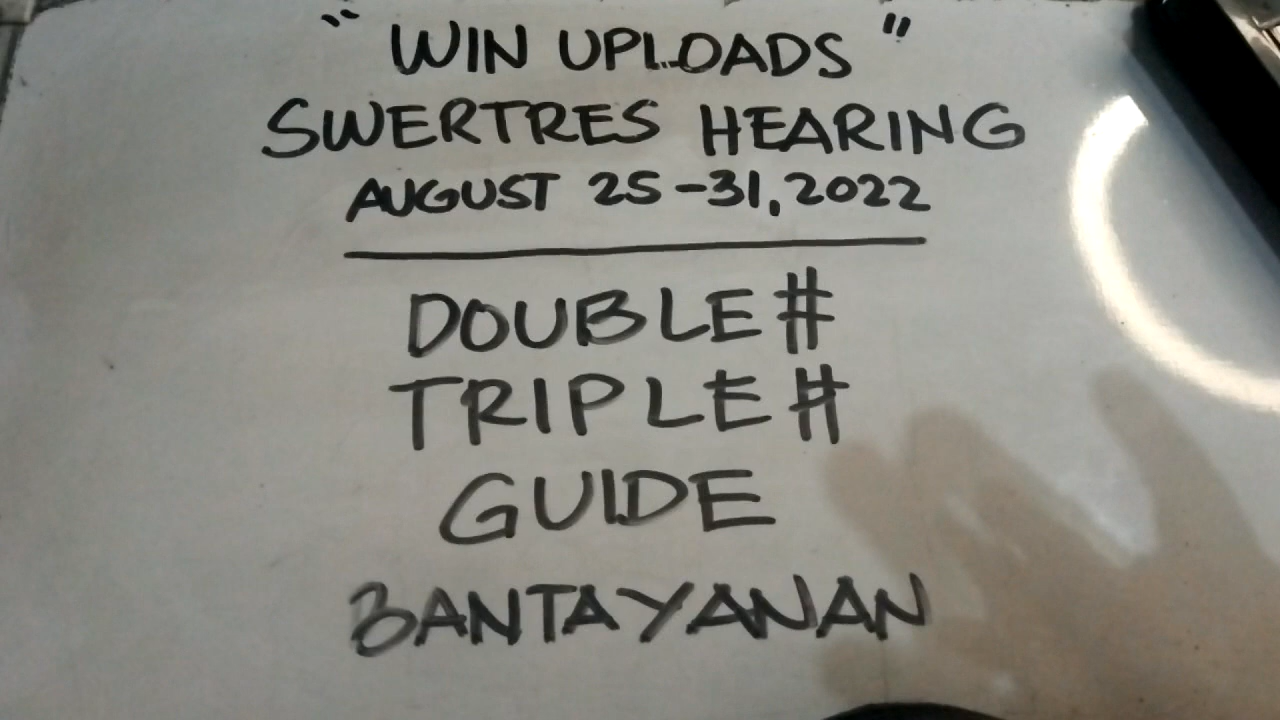 "WIN UPLOADS"
SWERTRES HEARING
AUGUST 25-31, 2022
DOUBLE #
TRIPLE #
GUIDE
BANTAYANAN